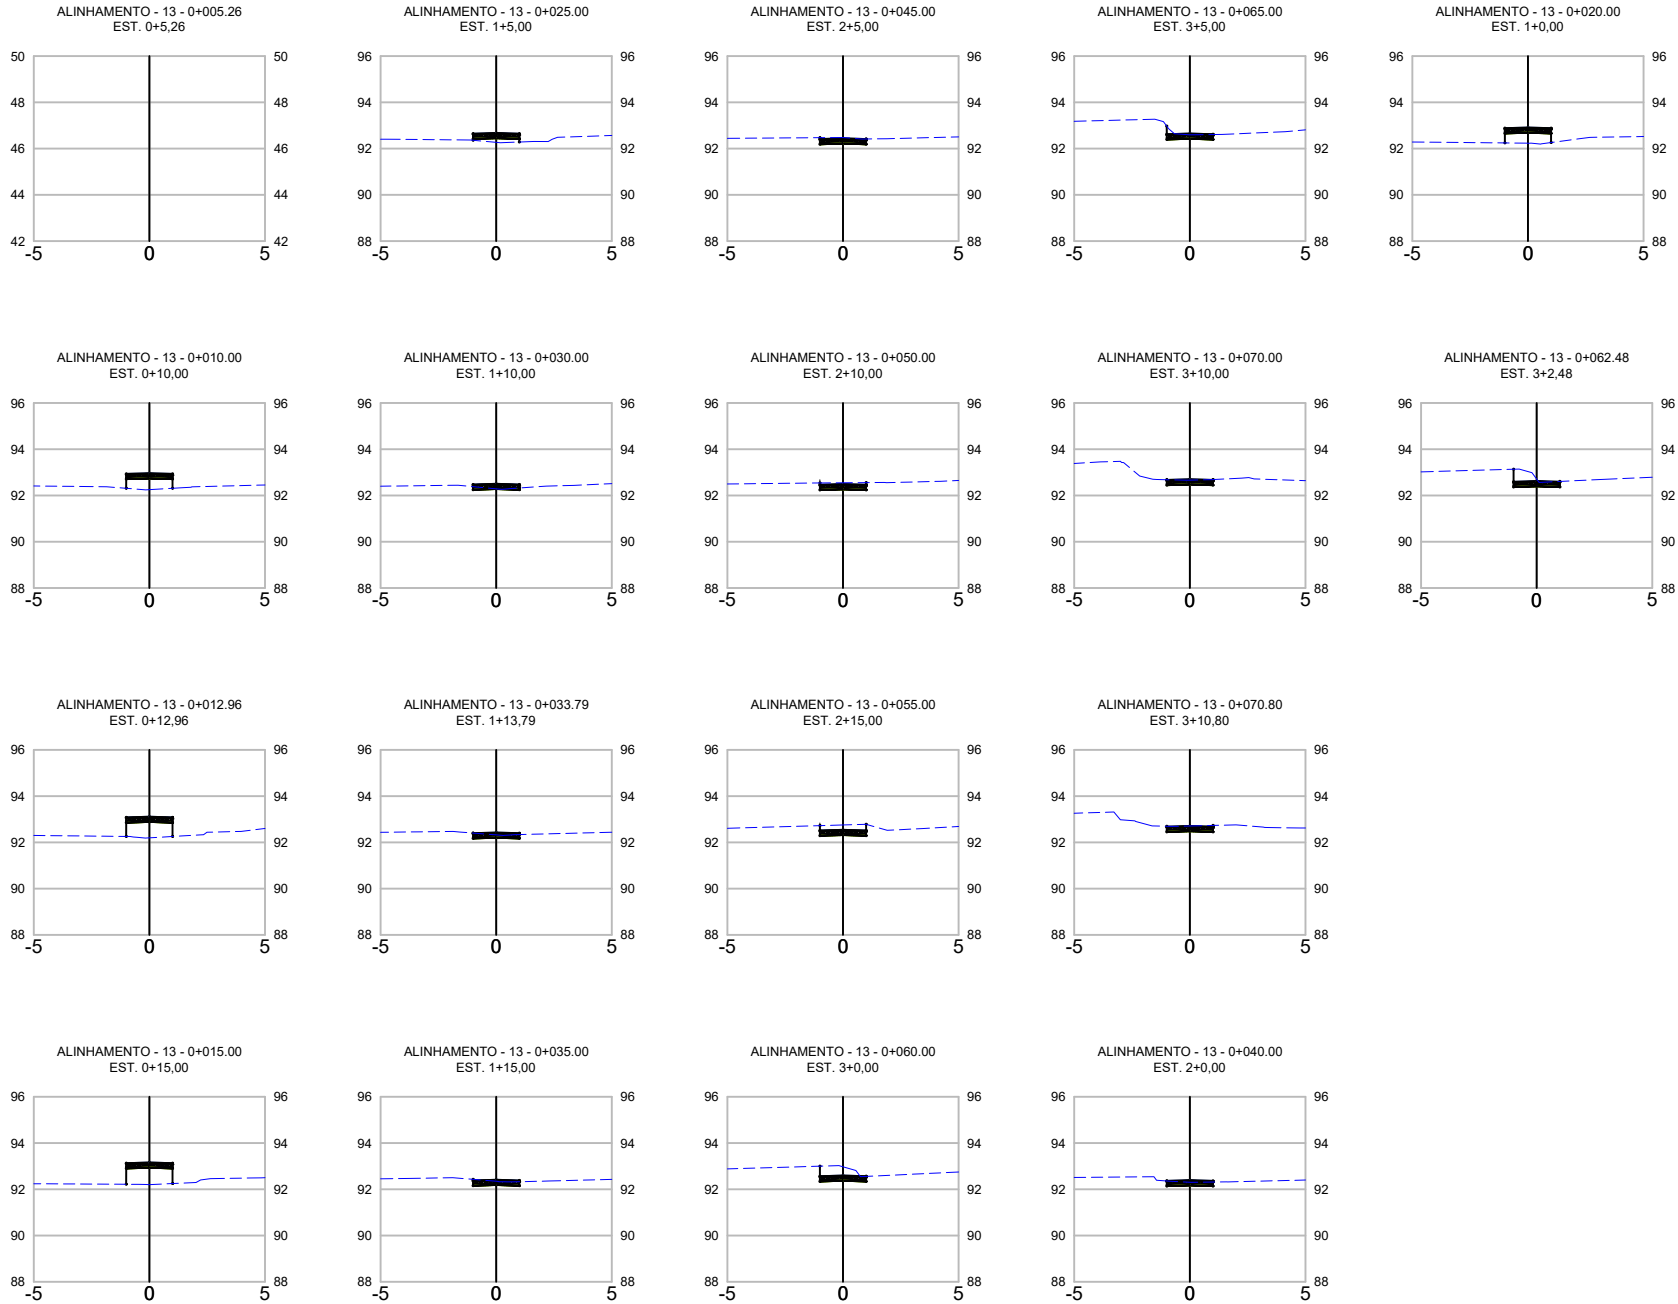 ALINHAMENTO - 13 - 0+005.26
EST. 0+5,26
50 50
48 48
46 46
44 44
42 42
-5 0 5
ALINHAMENTO - 13 - 0+025.00
EST. 1+5,00
96 96
94 94
92 92
90 90
88 88
-5 0 5
ALINHAMENTO - 13 - 0+045.00
EST. 2+5,00
96 96
94 94
92 92
90 90
88 88
-5 0 5
ALINHAMENTO - 13 - 0+065.00
EST. 3+5,00
96 96
94 94
92 92
90 90
88 88
-5 0 5
ALINHAMENTO - 13 - 0+020.00
EST. 1+0,00
96 96
94 94
92 92
90 90
88 88
-5 0 5
ALINHAMENTO - 13 - 0+010.00
EST. 0+10,00
96 96
94 94
92 92
90 90
88 88
-5 0 5
ALINHAMENTO - 13 - 0+030.00
EST. 1+10,00
96 96
94 94
92 92
90 90
88 88
-5 0 5
ALINHAMENTO - 13 - 0+050.00
EST. 2+10,00
96 96
94 94
92 92
90 90
88 88
-5 0 5
ALINHAMENTO - 13 - 0+070.00
EST. 3+10,00
96 96
94 94
92 92
90 90
88 88
-5 0 5
ALINHAMENTO - 13 - 0+062.48
EST. 3+2,48
96 96
94 94
92 92
90 90
88 88
-5 0 5
ALINHAMENTO - 13 - 0+012.96
EST. 0+12,96
96 96
94 94
92 92
90 90
88 88
-5 0 5
ALINHAMENTO - 13 - 0+033.79
EST. 1+13,79
96 96
94 94
92 92
90 90
88 88
-5 0 5
ALINHAMENTO - 13 - 0+055.00
EST. 2+15,00
96 96
94 94
92 92
90 90
88 88
-5 0 5
ALINHAMENTO - 13 - 0+070.80
EST. 3+10,80
96 96
94 94
92 92
90 90
88 88
-5 0 5
ALINHAMENTO - 13 - 0+015.00
EST. 0+15,00
96 96
94 94
92 92
90 90
88 88
-5 0 5
ALINHAMENTO - 13 - 0+035.00
EST. 1+15,00
96 96
94 94
92 92
90 90
88 88
-5 0 5
ALINHAMENTO - 13 - 0+060.00
EST. 3+0,00
96 96
94 94
92 92
90 90
88 88
-5 0 5
ALINHAMENTO - 13 - 0+040.00
EST. 2+0,00
96 96
94 94
92 92
90 90
88 88
-5 0 5